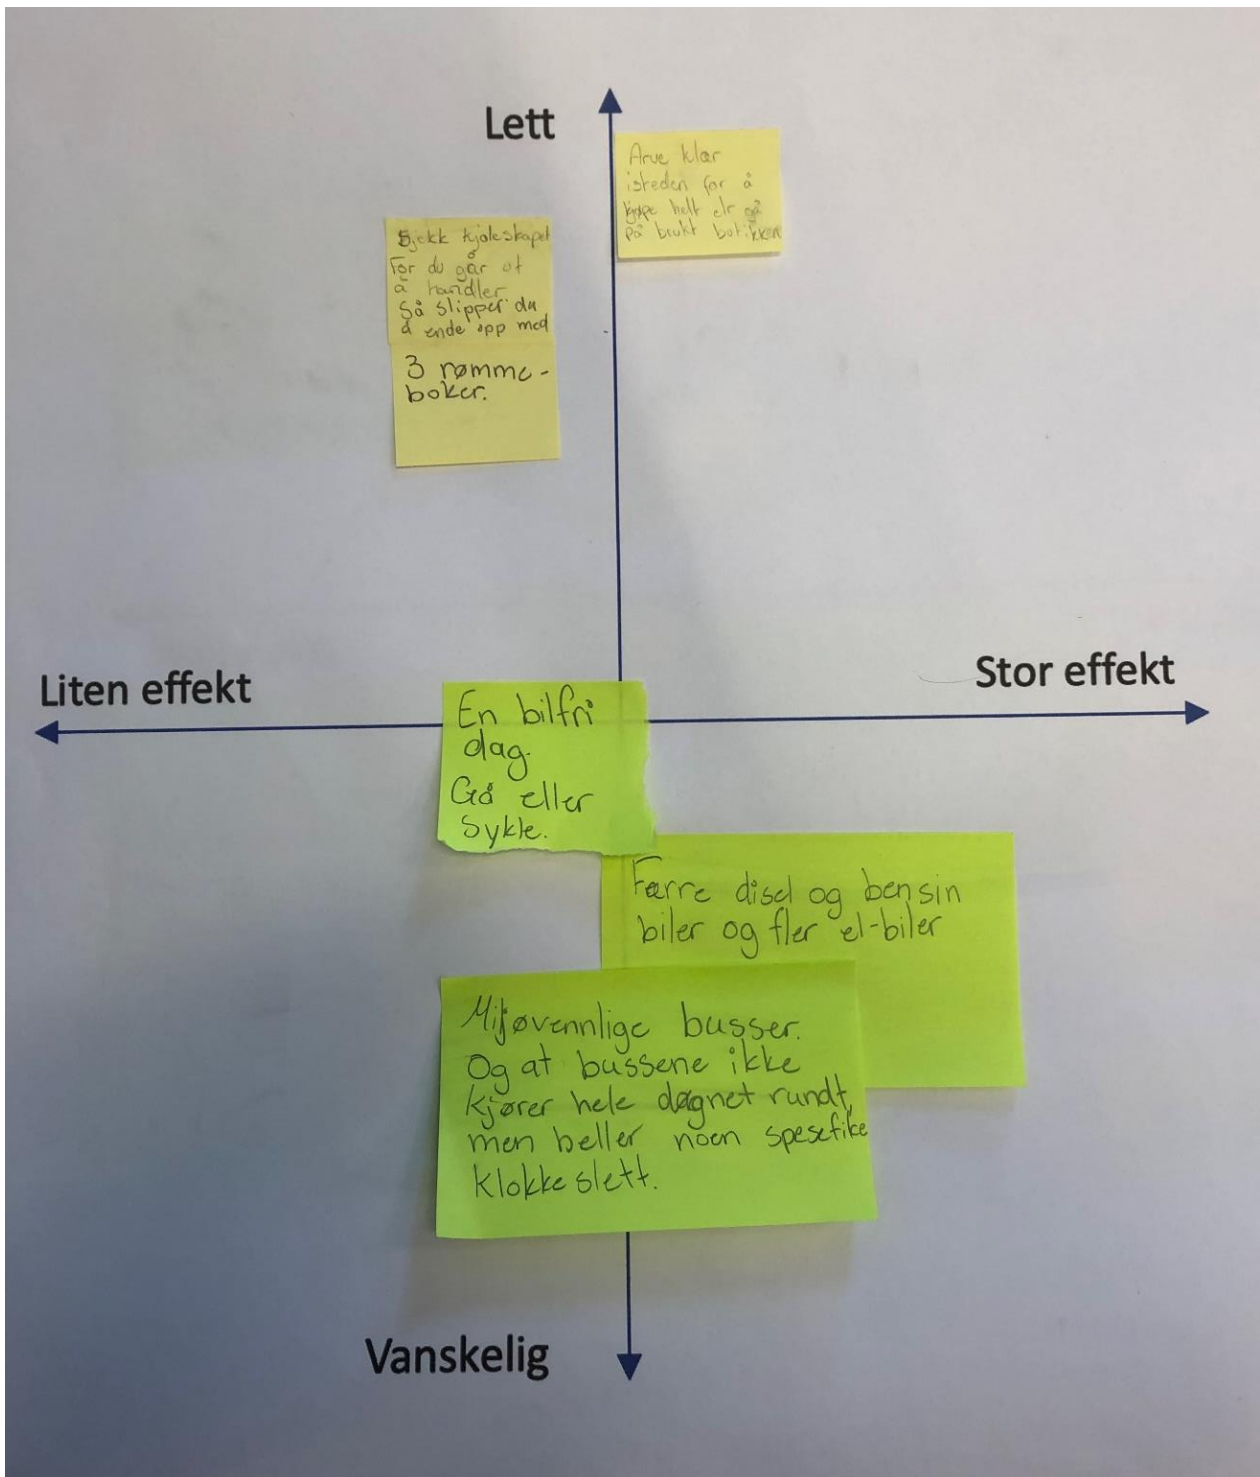 Lett
Arve klær
isteden for å
kjøpe helt elr gå
på brukt butikken
Sjekk kjøleskapet
Før du går ut
å handler
Så slipper du
å ende opp med
3 rømme-
boker.
Liten effekt
Stor effekt
En bilfri
dag.
Gå eller
sykle.
Færre disel og bensin
biler og fler el-biler
Mijøvennlige busser.
Og at bussene ikke
kjører hele døgnet rundt,
men heller noen spesefike
klokkeslett.
Vanskelig